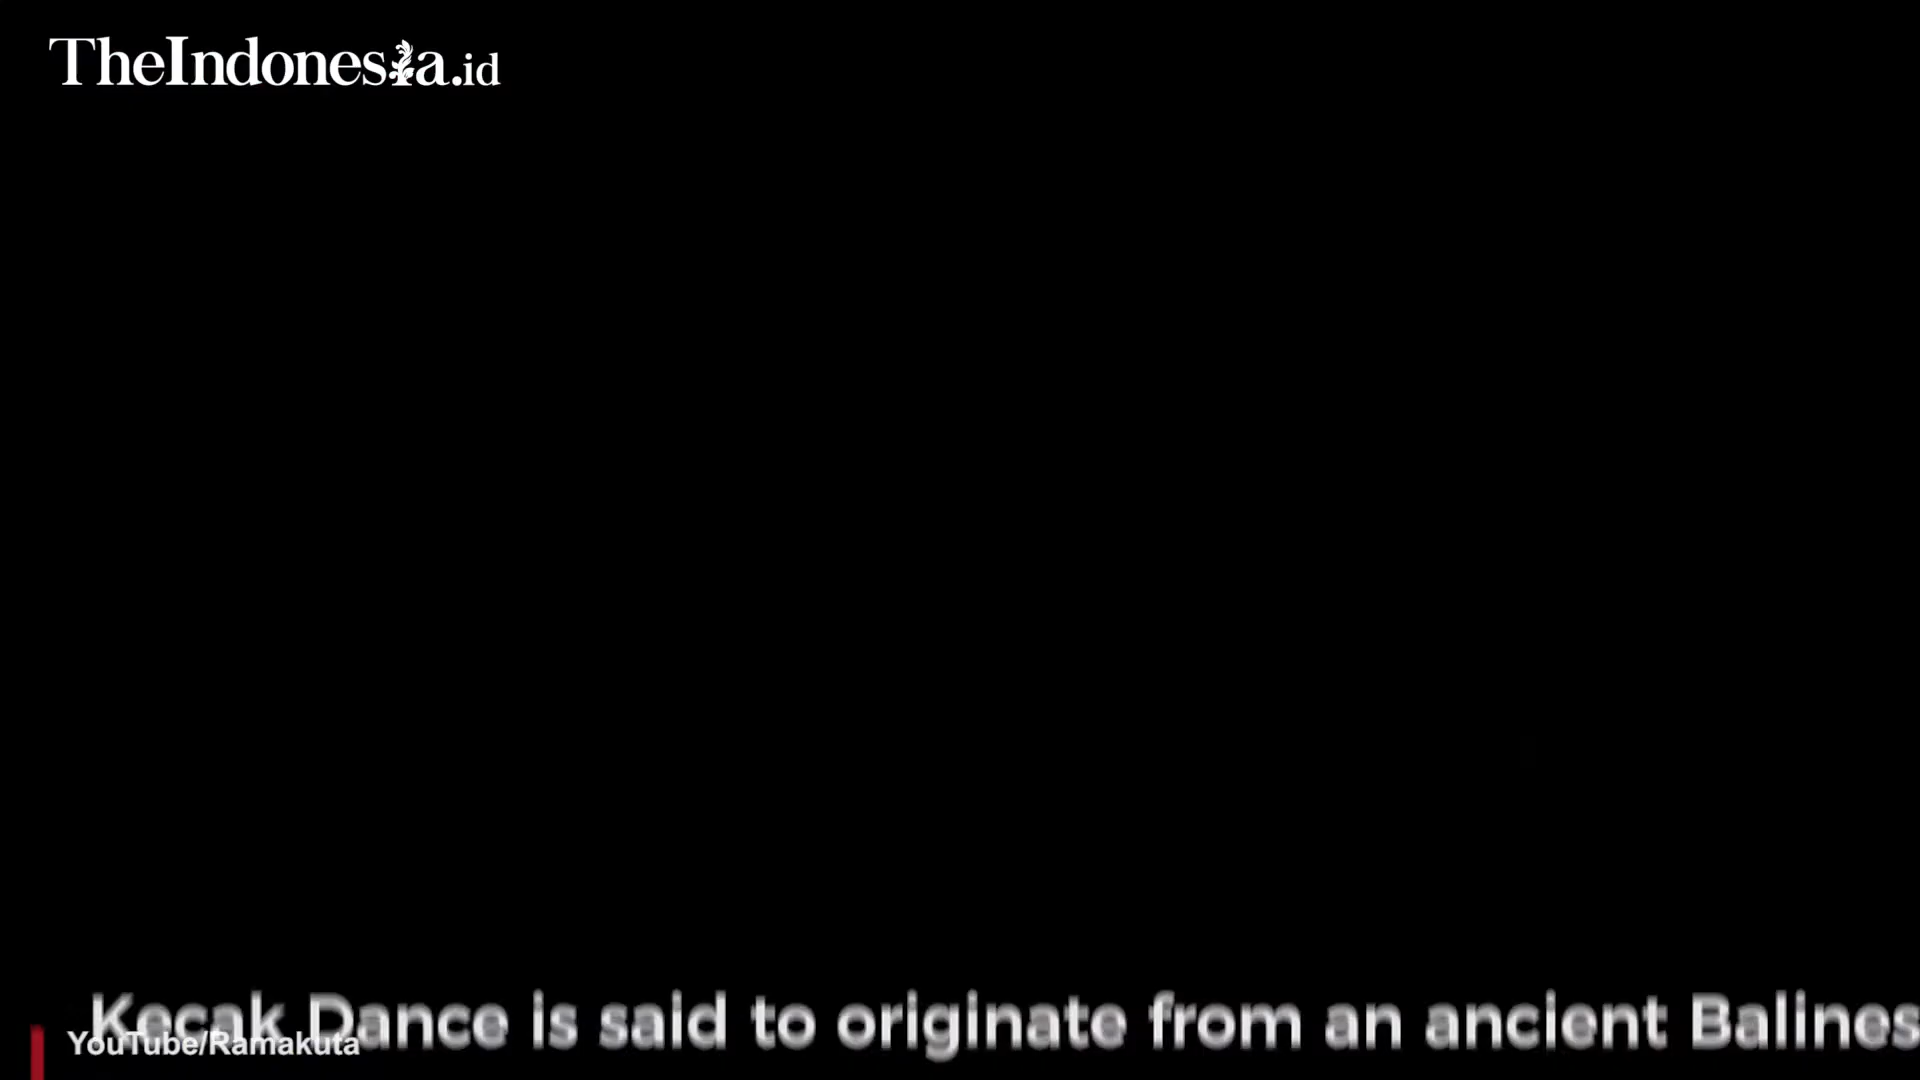 TheIndonesia.id
Kecak Dance is said to originate from an ancient Balines
YouTube/Ramakuta